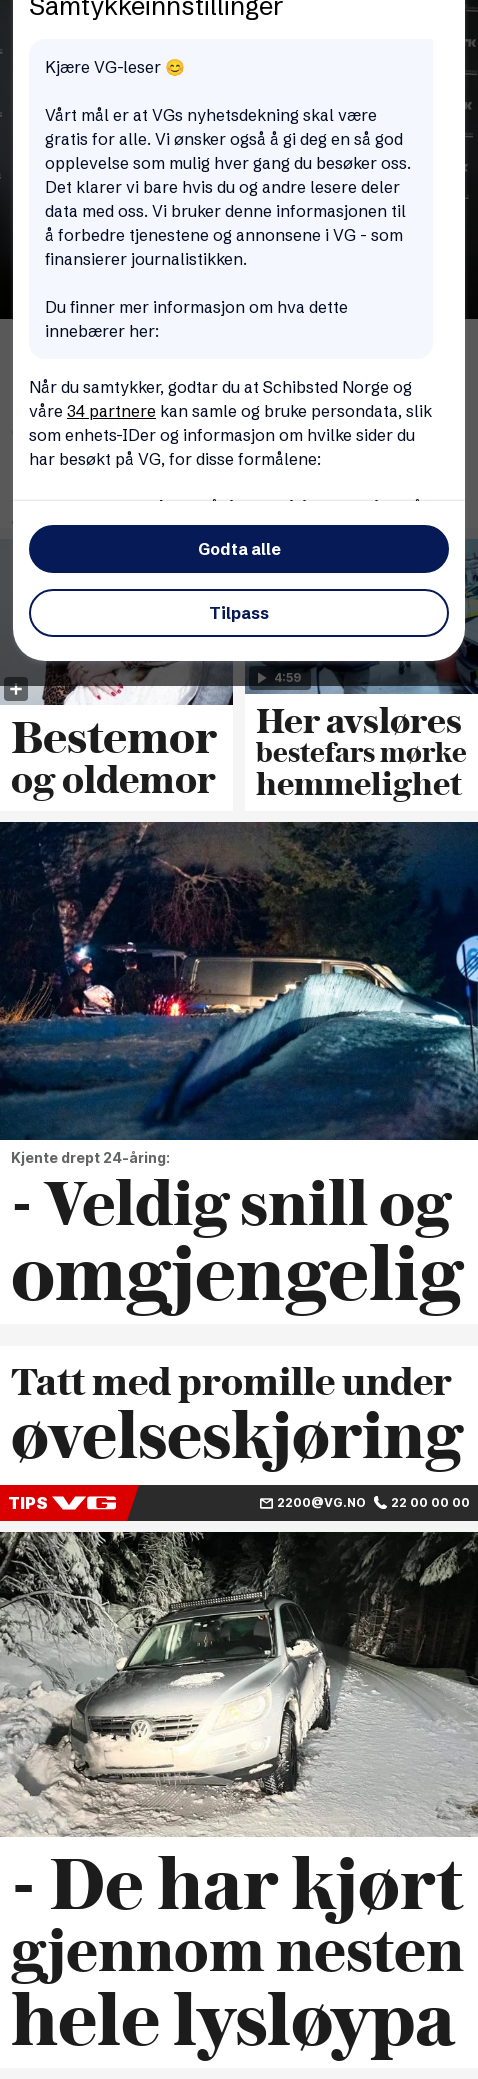 Samtykkeinnstillinger
Kjære VG-leser 😊
Vårt mål er at VGs nyhetsdekning skal være
gratis for alle. Vi ønsker også å gi deg en så god
opplevelse som mulig hver gang du besøker oss.
Det klarer vi bare hvis du og andre lesere deler
data med oss. Vi bruker denne informasjonen til
å forbedre tjenestene og annonsene i VG - som
finansierer journalistikken.
Du finner mer informasjon om hva dette
innebærer her:
Når du samtykker, godtar du at Schibsted Norge og
våre 34 partnere kan samle og bruke persondata, slik
som enhets-IDer og informasjon om hvilke sider du
har besøkt på VG, for disse formålene:
Godta alle
Tilpass
4:59
Bestemor
og oldemor
Her avsløres
bestefars mørke
hemmelighet
Kjente drept 24-åring:
- Veldig snill og
omgjengelig
Tatt med promille under
øvelseskjøring
TIPS VG 2200@VG.NO 22 00 00 00
- De har kjørt
gjennom nesten
hele lysløypa